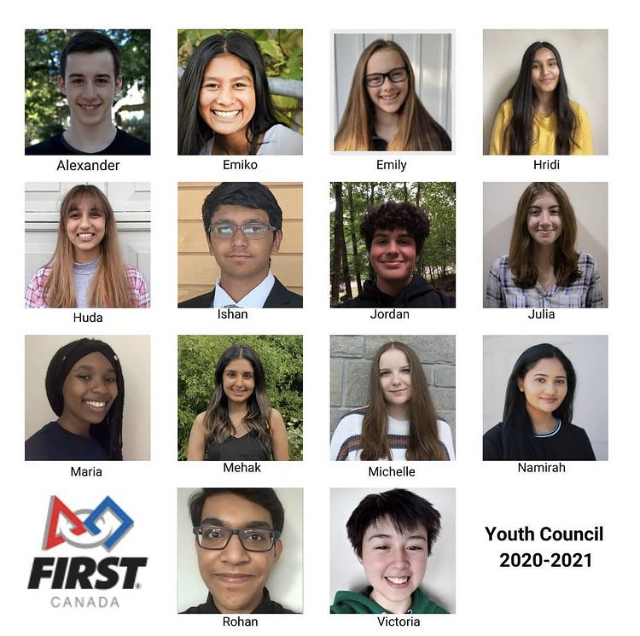 Alexander
Emiko
Emily
Hridi
Huda
Ishan
Jordan
Julia
Maria
Mehak
Michelle
Namirah
FIRST®
CANADA
Rohan
Victoria
Youth Council
2020-2021